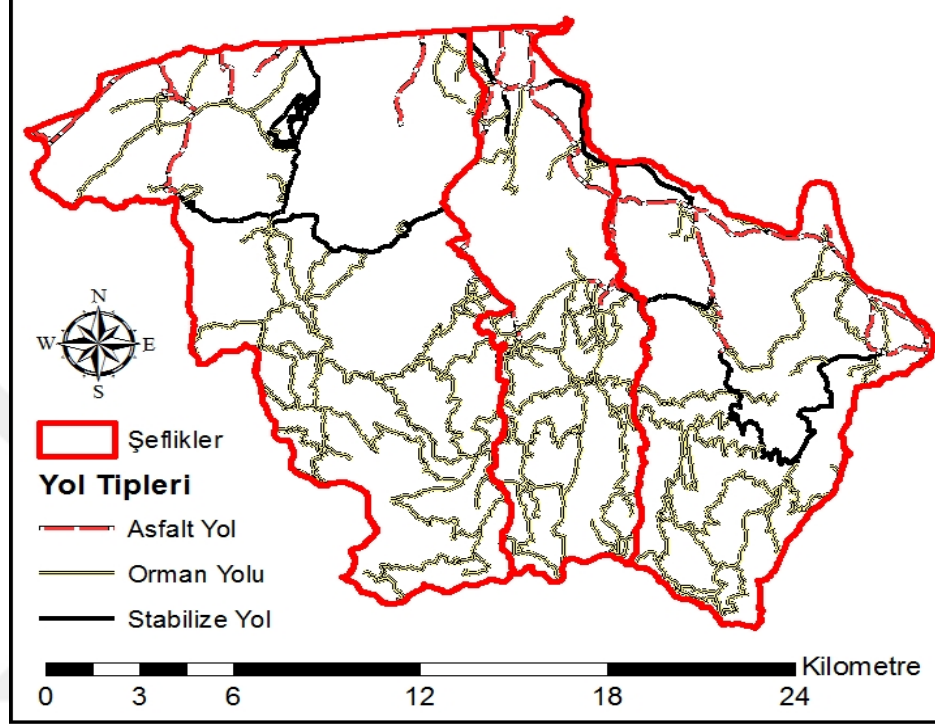 N
W E
S
Şeflikler
Yol Tipleri
Asfalt Yol
Orman Yolu
Stabilize Yol
Kilometre
0 3 6 12 18 24